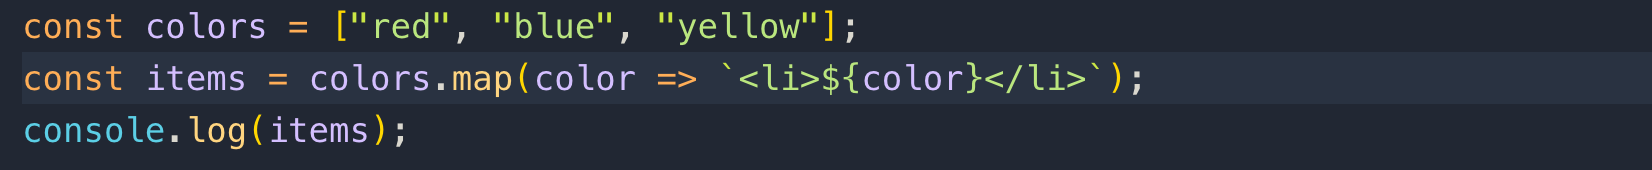 const colors = ["red", "blue", "yellow"];
const items = colors.map(color => `<li>${color}</li>`);
console.log(items);